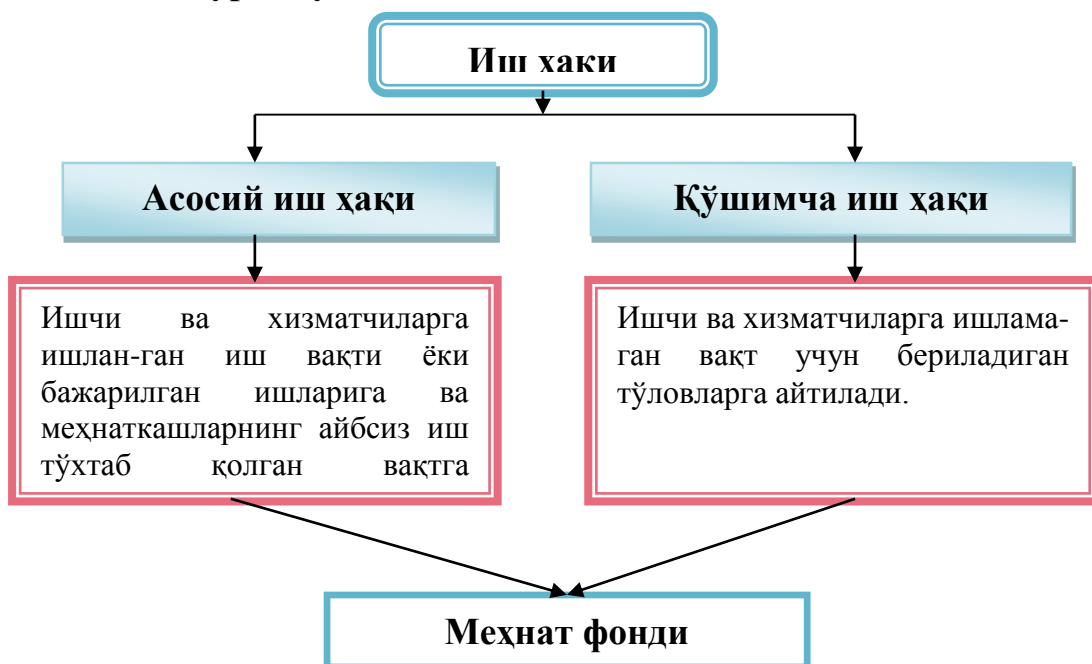 Иш хаки
Асосий иш ҳақи
Қўшимча иш ҳақи
Ишчи ва хизматчиларга
ишлан-ган иш вақти ёки
бажарилган ишларига ва
меҳнаткашларнинг айбсиз иш
тўхтаб қолган вақтга
Ишчи ва хизматчиларга ишлама-
ган вақт учун бериладиган
тўловларга айтилади.
Меҳнат фонди